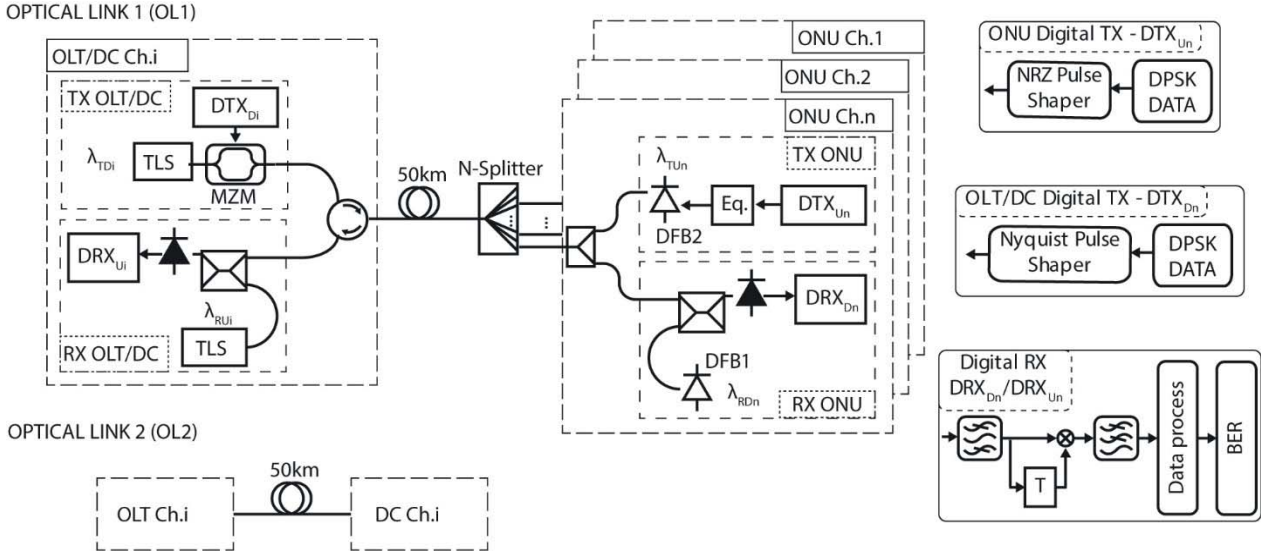 OPTICAL LINK 1 (OL1)
OLT/DC Ch.i
TX OLT/DC
DTX_Di
λ_TDi
TLS
MZM
DRX_Ui
λ_RUi
TLS
RX OLT/DC
50km
N-Splitter
ONU Ch.1
ONU Ch.2
ONU Ch.n
TX ONU
λ_TUn
Eq.
DTX_Un
DFB2
DRX_Dn
DFB1
λ_RDn
RX ONU
ONU Digital TX - DTX_Un
NRZ Pulse
Shaper
DPSK
DATA
OLT/DC Digital TX - DTX_Dn
Nyquist Pulse
Shaper
DPSK
DATA
Digital RX
DRX_Dn/DRX_Un
T
Data process
BER
OPTICAL LINK 2 (OL2)
OLT Ch.i
50km
DC Ch.i